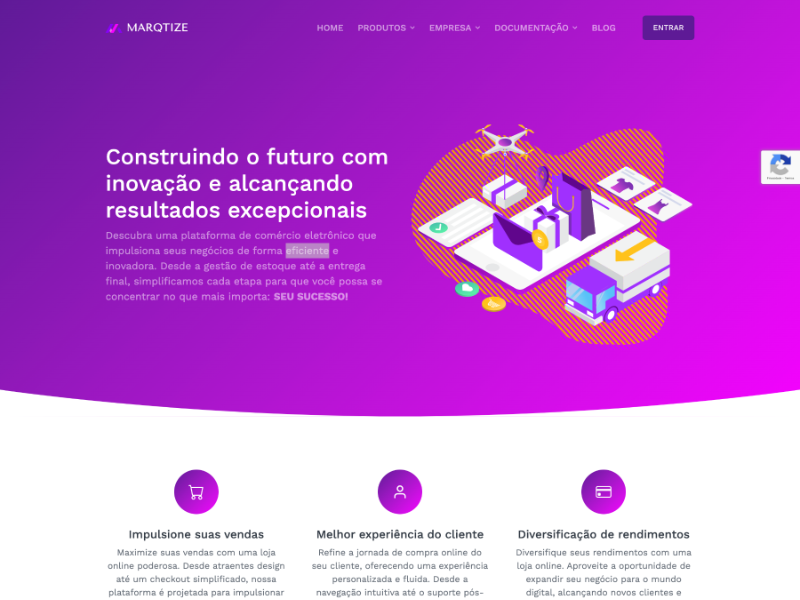 MARQTIZE
HOME PRODUTOS EMPRESA DOCUMENTAÇÃO BLOG ENTRAR
Construindo o futuro com
inovação e alcançando
resultados excepcionais
Descubra uma plataforma de comércio eletrônico que
impulsiona seus negócios de forma eficiente e
inovadora. Desde a gestão de estoque até a entrega
final, simplificamos cada etapa para que você possa se
concentrar no que mais importa: SEU SUCESSO!
Impulsione suas vendas
Maximize suas vendas com uma loja
online poderosa. Desde atraentes design
até um checkout simplificado, nossa
plataforma é projetada para impulsionar
Melhor experiência do cliente
Refine a jornada de compra online do
seu cliente, oferecendo uma experiência
personalizada e fluida. Desde a
navegação intuitiva até o suporte pós-
Diversificação de rendimentos
Diversifique seus rendimentos com uma
loja online. Aproveite a oportunidade de
expandir seu negócio para o mundo
digital, alcançando novos clientes e